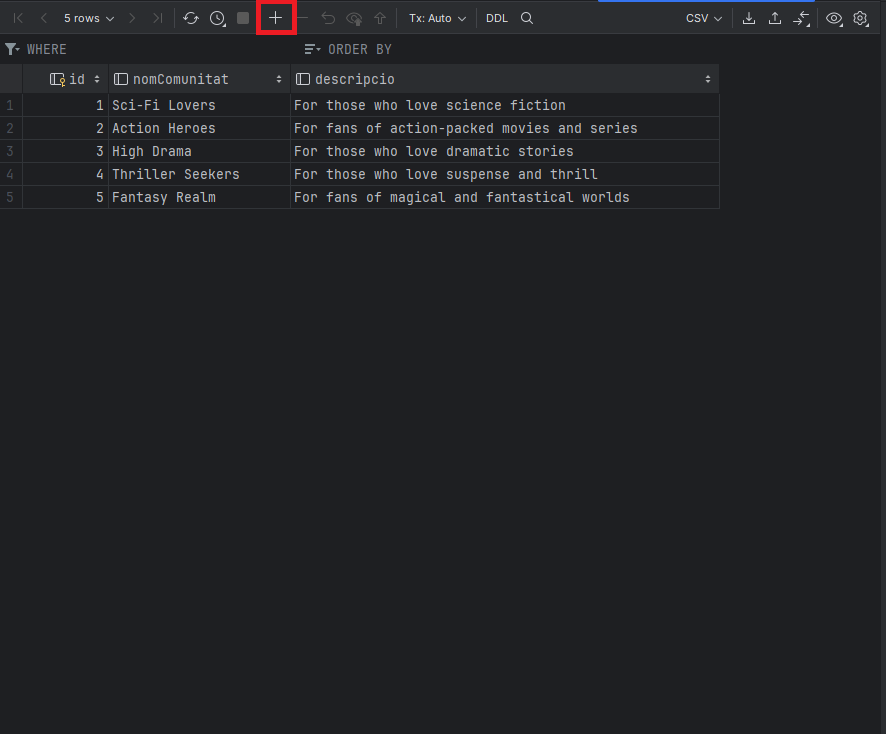 5 rows Tx: Auto DDL CSV
WHERE ORDER BY
id nomComunitat descripcio
1 1 Sci-Fi Lovers For those who love science fiction
2 2 Action Heroes For fans of action-packed movies and series
3 3 High Drama For those who love dramatic stories
4 4 Thriller Seekers For those who love suspense and thrill
5 5 Fantasy Realm For fans of magical and fantastical worlds